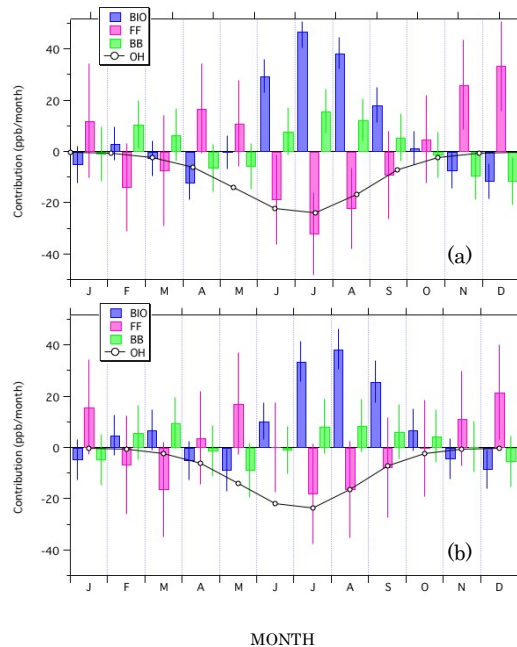 BIO
FF
BB
OH
40
20
0
-20
-40
Contribution (ppb/month)
(a)
J F M A M J J A S O N D
BIO
FF
BB
OH
40
20
0
-20
-40
Contribution (ppb/month)
(b)
J F M A M J J A S O N D
MONTH